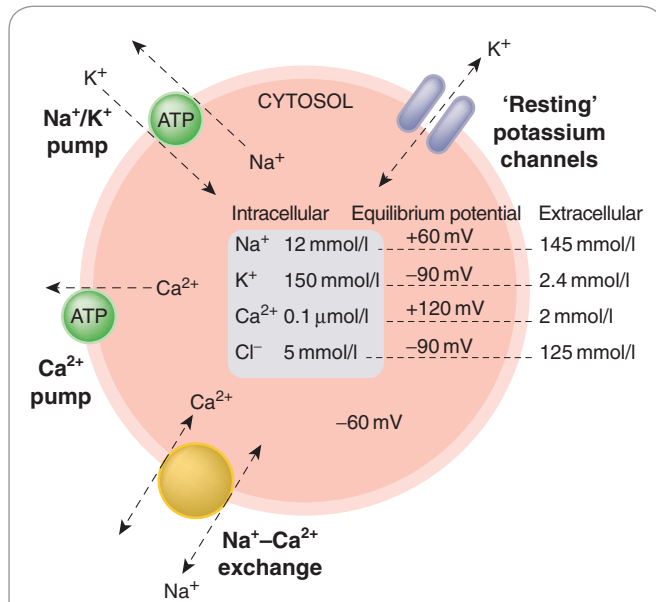 K⁺
K⁺
CYTOSOL
Na⁺/K⁺
pump
ATP
Na⁺
‘Resting’
potassium
channels
Intracellular Equilibrium potential Extracellular
Na⁺ 12 mmol/l +60 mV 145 mmol/l
K⁺ 150 mmol/l –90 mV 2.4 mmol/l
Ca²⁺ 0.1 μmol/l +120 mV 2 mmol/l
Cl⁻ 5 mmol/l –90 mV 125 mmol/l
Ca²⁺
ATP
Ca²⁺
pump
Ca²⁺
–60 mV
Na⁺–Ca²⁺
exchange
Na⁺